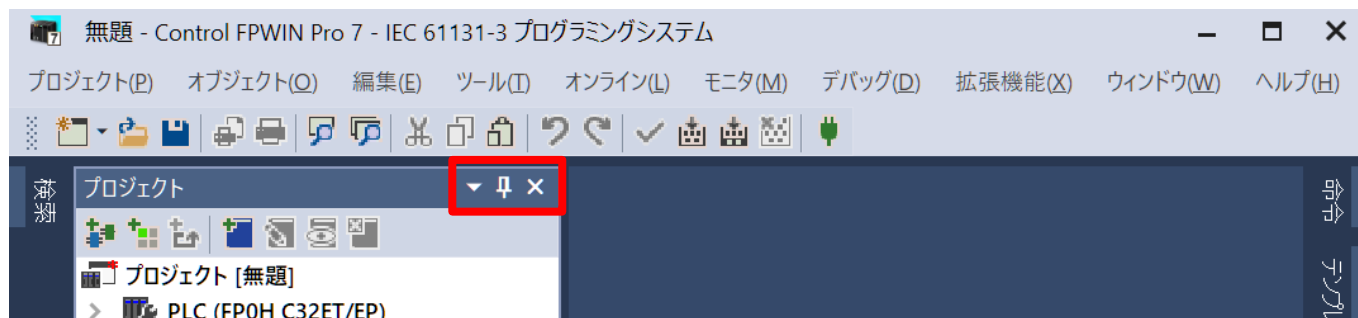 無題 - Control FPWIN Pro 7 - IEC 61131-3 プログラミングシステム
プロジェクト(P) オブジェクト(O) 編集(E) ツール(T) オンライン(L) モニタ(M) デバッグ(D) 拡張機能(X) ウィンドウ(W) ヘルプ(H)
検索
プロジェクト
命令
プロジェクト [無題]
PLC (FP0H C32ET/EP)